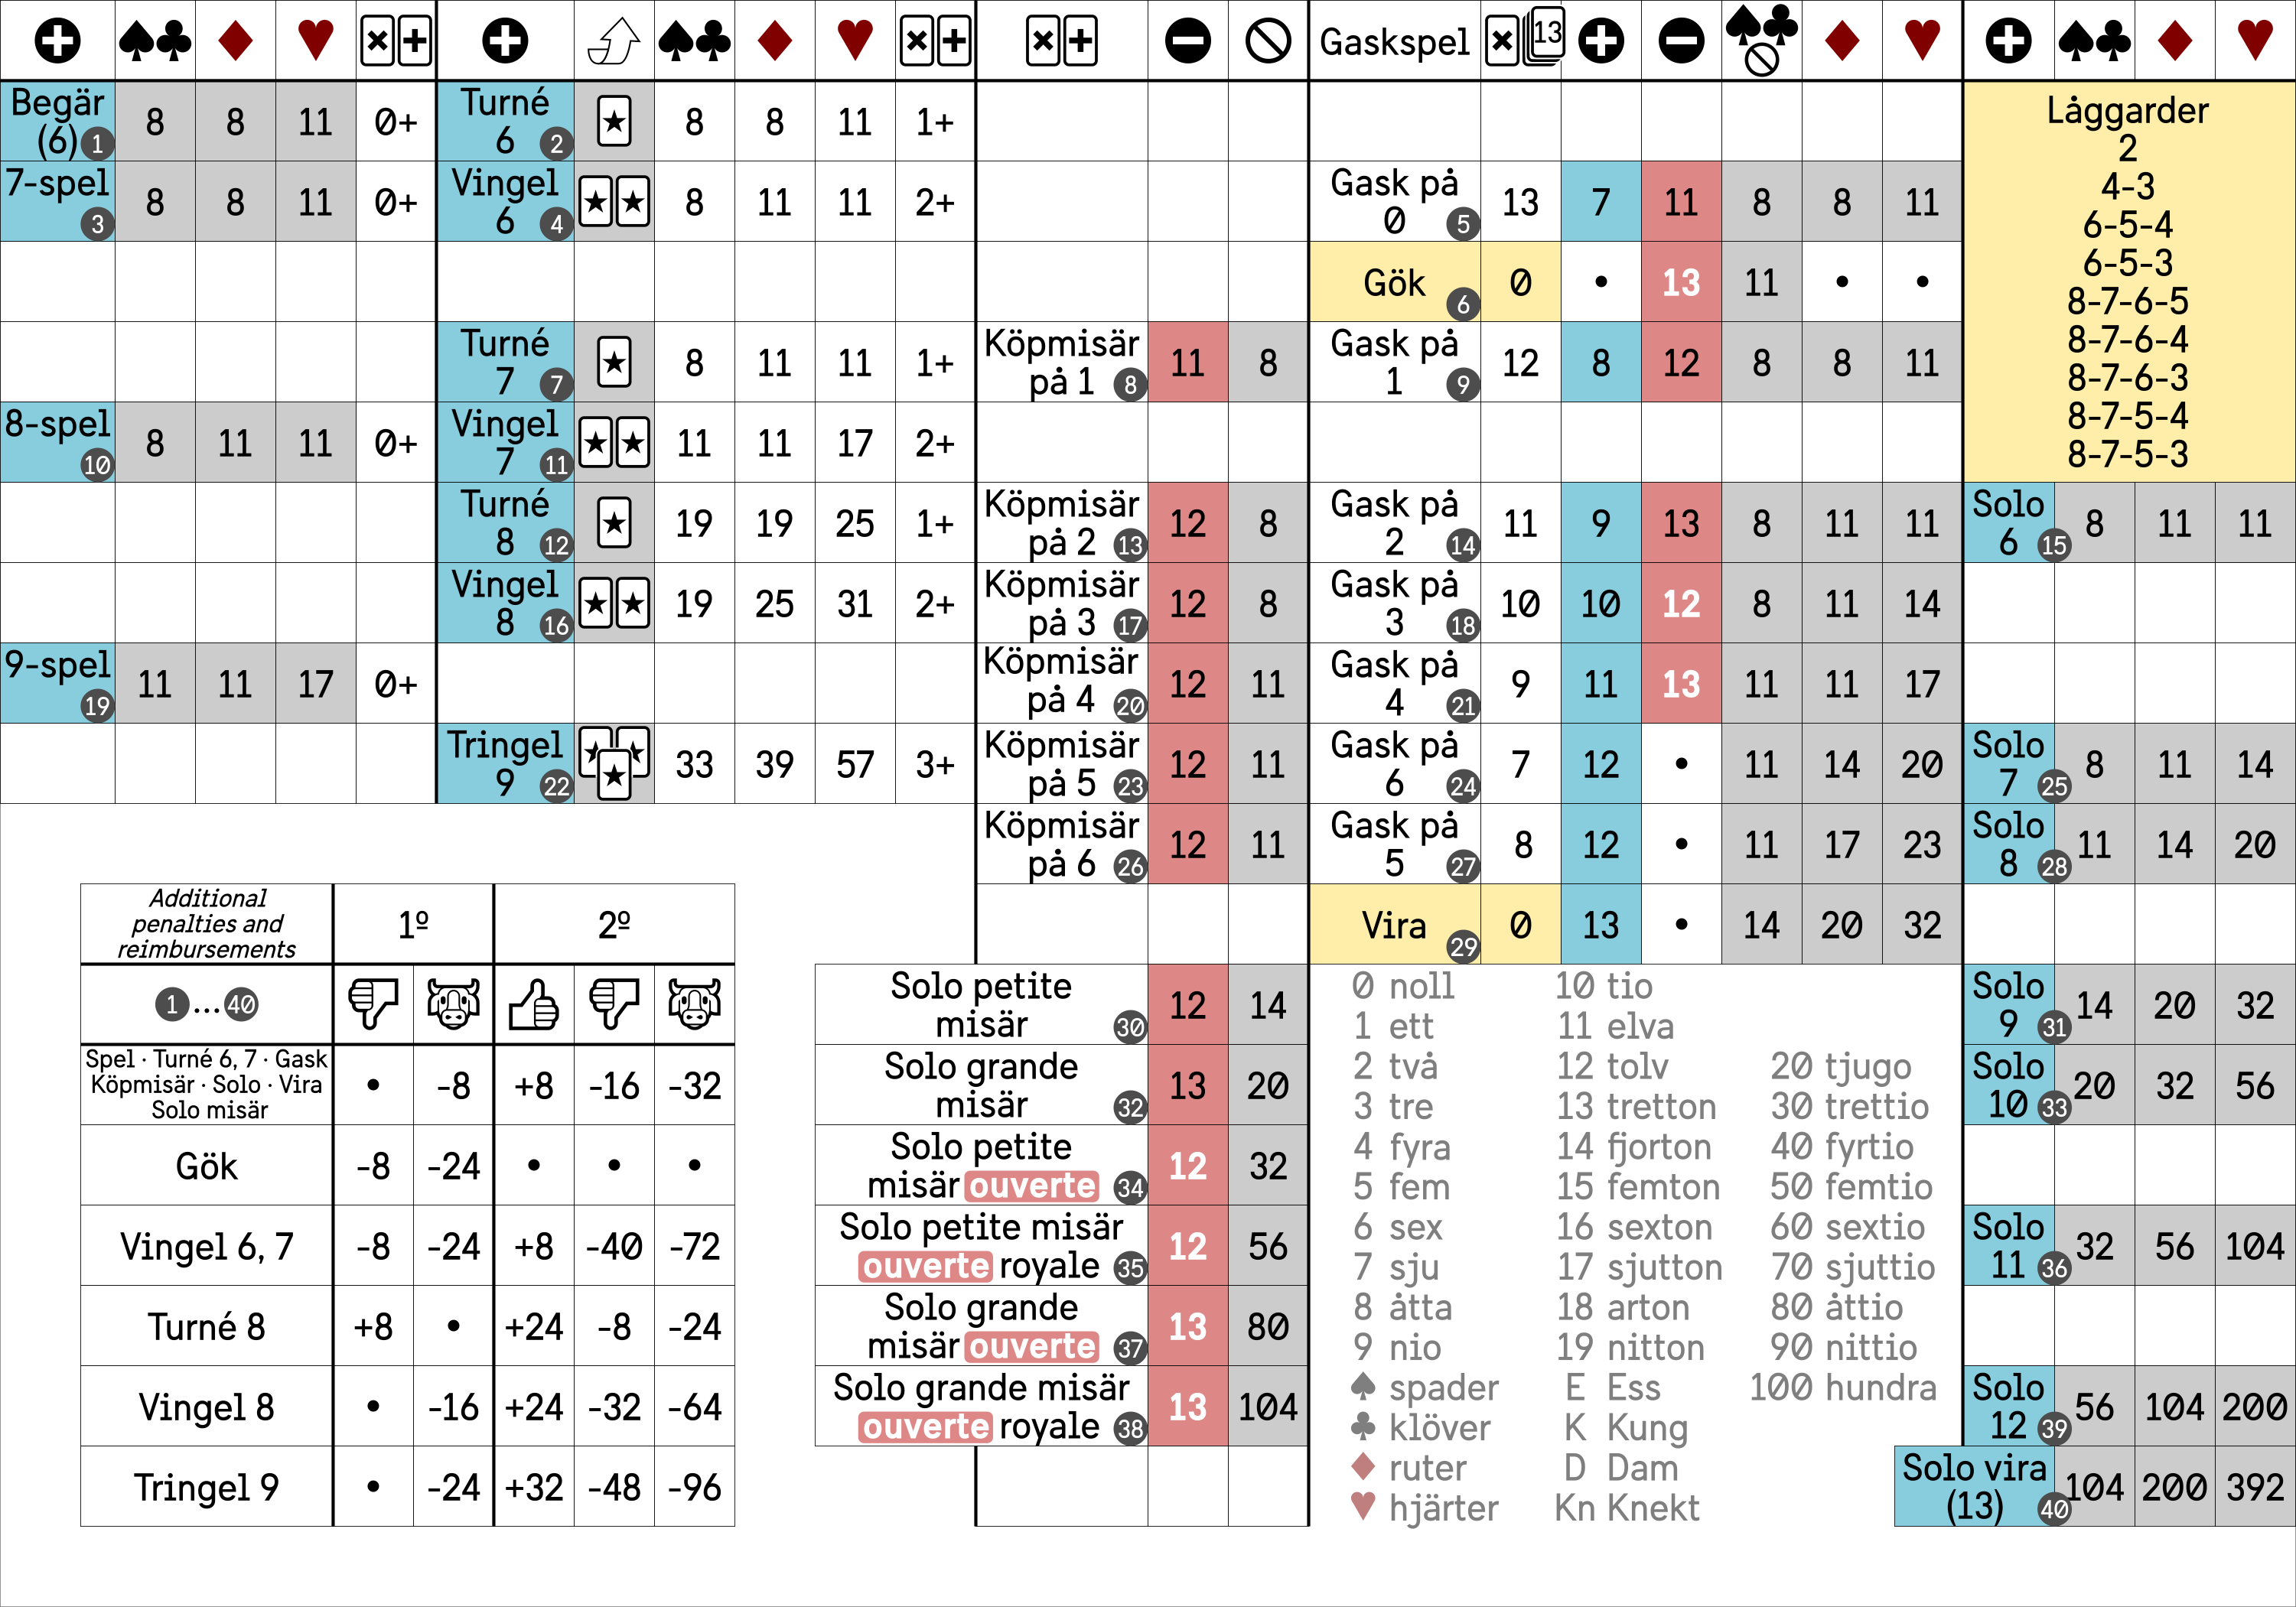 Gaskspel 13
Begär 8 8 11 0+ Turné 8 8 11 1+ Låggarder
(6) 1 6 2 2
7-spel 8 8 11 0+ Vingel 8 11 11 2+ Gask på 13 7 11 8 8 11 4-3
3 6 4 0 5 6-5-4
Gök 6 0 • 13 11 • • 6-5-3
8-7-6-5
Turné 8 11 11 1+ Köpmisär 11 8 Gask på 12 8 12 8 8 11 8-7-6-4
7 7 på 1 8 1 9 8-7-6-3
8-spel 8 11 11 0+ Vingel 11 11 17 2+ 8-7-5-4
10 7 11 8-7-5-3
Turné 19 19 25 1+ Köpmisär 12 8 Gask på 11 9 13 8 11 11 Solo 8 11 11
8 12 på 2 13 2 14 6 15
Vingel 19 25 31 2+ Köpmisär 12 8 Gask på 10 10 12 8 11 14
8 16 på 3 17 3 18
9-spel 11 11 17 0+ Köpmisär 12 11 Gask på 9 11 13 11 11 17
19 på 4 20 4 21
Tringel 33 39 57 3+ Köpmisär 12 11 Gask på 7 12 • 11 14 20 Solo 8 11 14
9 22 på 5 23 6 24 7 25
Köpmisär 12 11 Gask på 8 12 • 11 17 23 Solo 11 14 20
på 6 26 5 27 8 28
Vira 29 0 13 • 14 20 32
Additional
penalties and
reimbursements
1º 2º
1...40
Spel · Turné 6, 7 · Gask
Köpmisär · Solo · Vira
Solo misär
• -8 +8 -16 -32
Gök -8 -24 • • •
Vingel 6, 7 -8 -24 +8 -40 -72
Turné 8 +8 • +24 -8 -24
Vingel 8 • -16 +24 -32 -64
Tringel 9 • -24 +32 -48 -96
Solo petite
misär 30 12 14
Solo grande
misär 32 13 20
Solo petite
misär ouverte 34 12 32
Solo petite misär
ouverte royale 35 12 56
Solo grande
misär ouverte 37 13 80
Solo grande misär
ouverte royale 38 13 104
0 noll 10 tio
1 ett 11 elva
2 två 12 tolv 20 tjugo
3 tre 13 tretton 30 trettio
4 fyra 14 fjorton 40 fyrtio
5 fem 15 femton 50 femtio
6 sex 16 sexton 60 sextio
7 sju 17 sjutton 70 sjuttio
8 åtta 18 arton 80 åttio
9 nio 19 nitton 90 nittio
♠ spader E Ess 100 hundra
♣ klöver K Kung
♦ ruter D Dam
♥ hjärter Kn Knekt
Solo
9 31 14 20 32
Solo
10 33 20 32 56
Solo
11 36 32 56 104
Solo
12 39 56 104 200
Solo vira
(13) 40 104 200 392